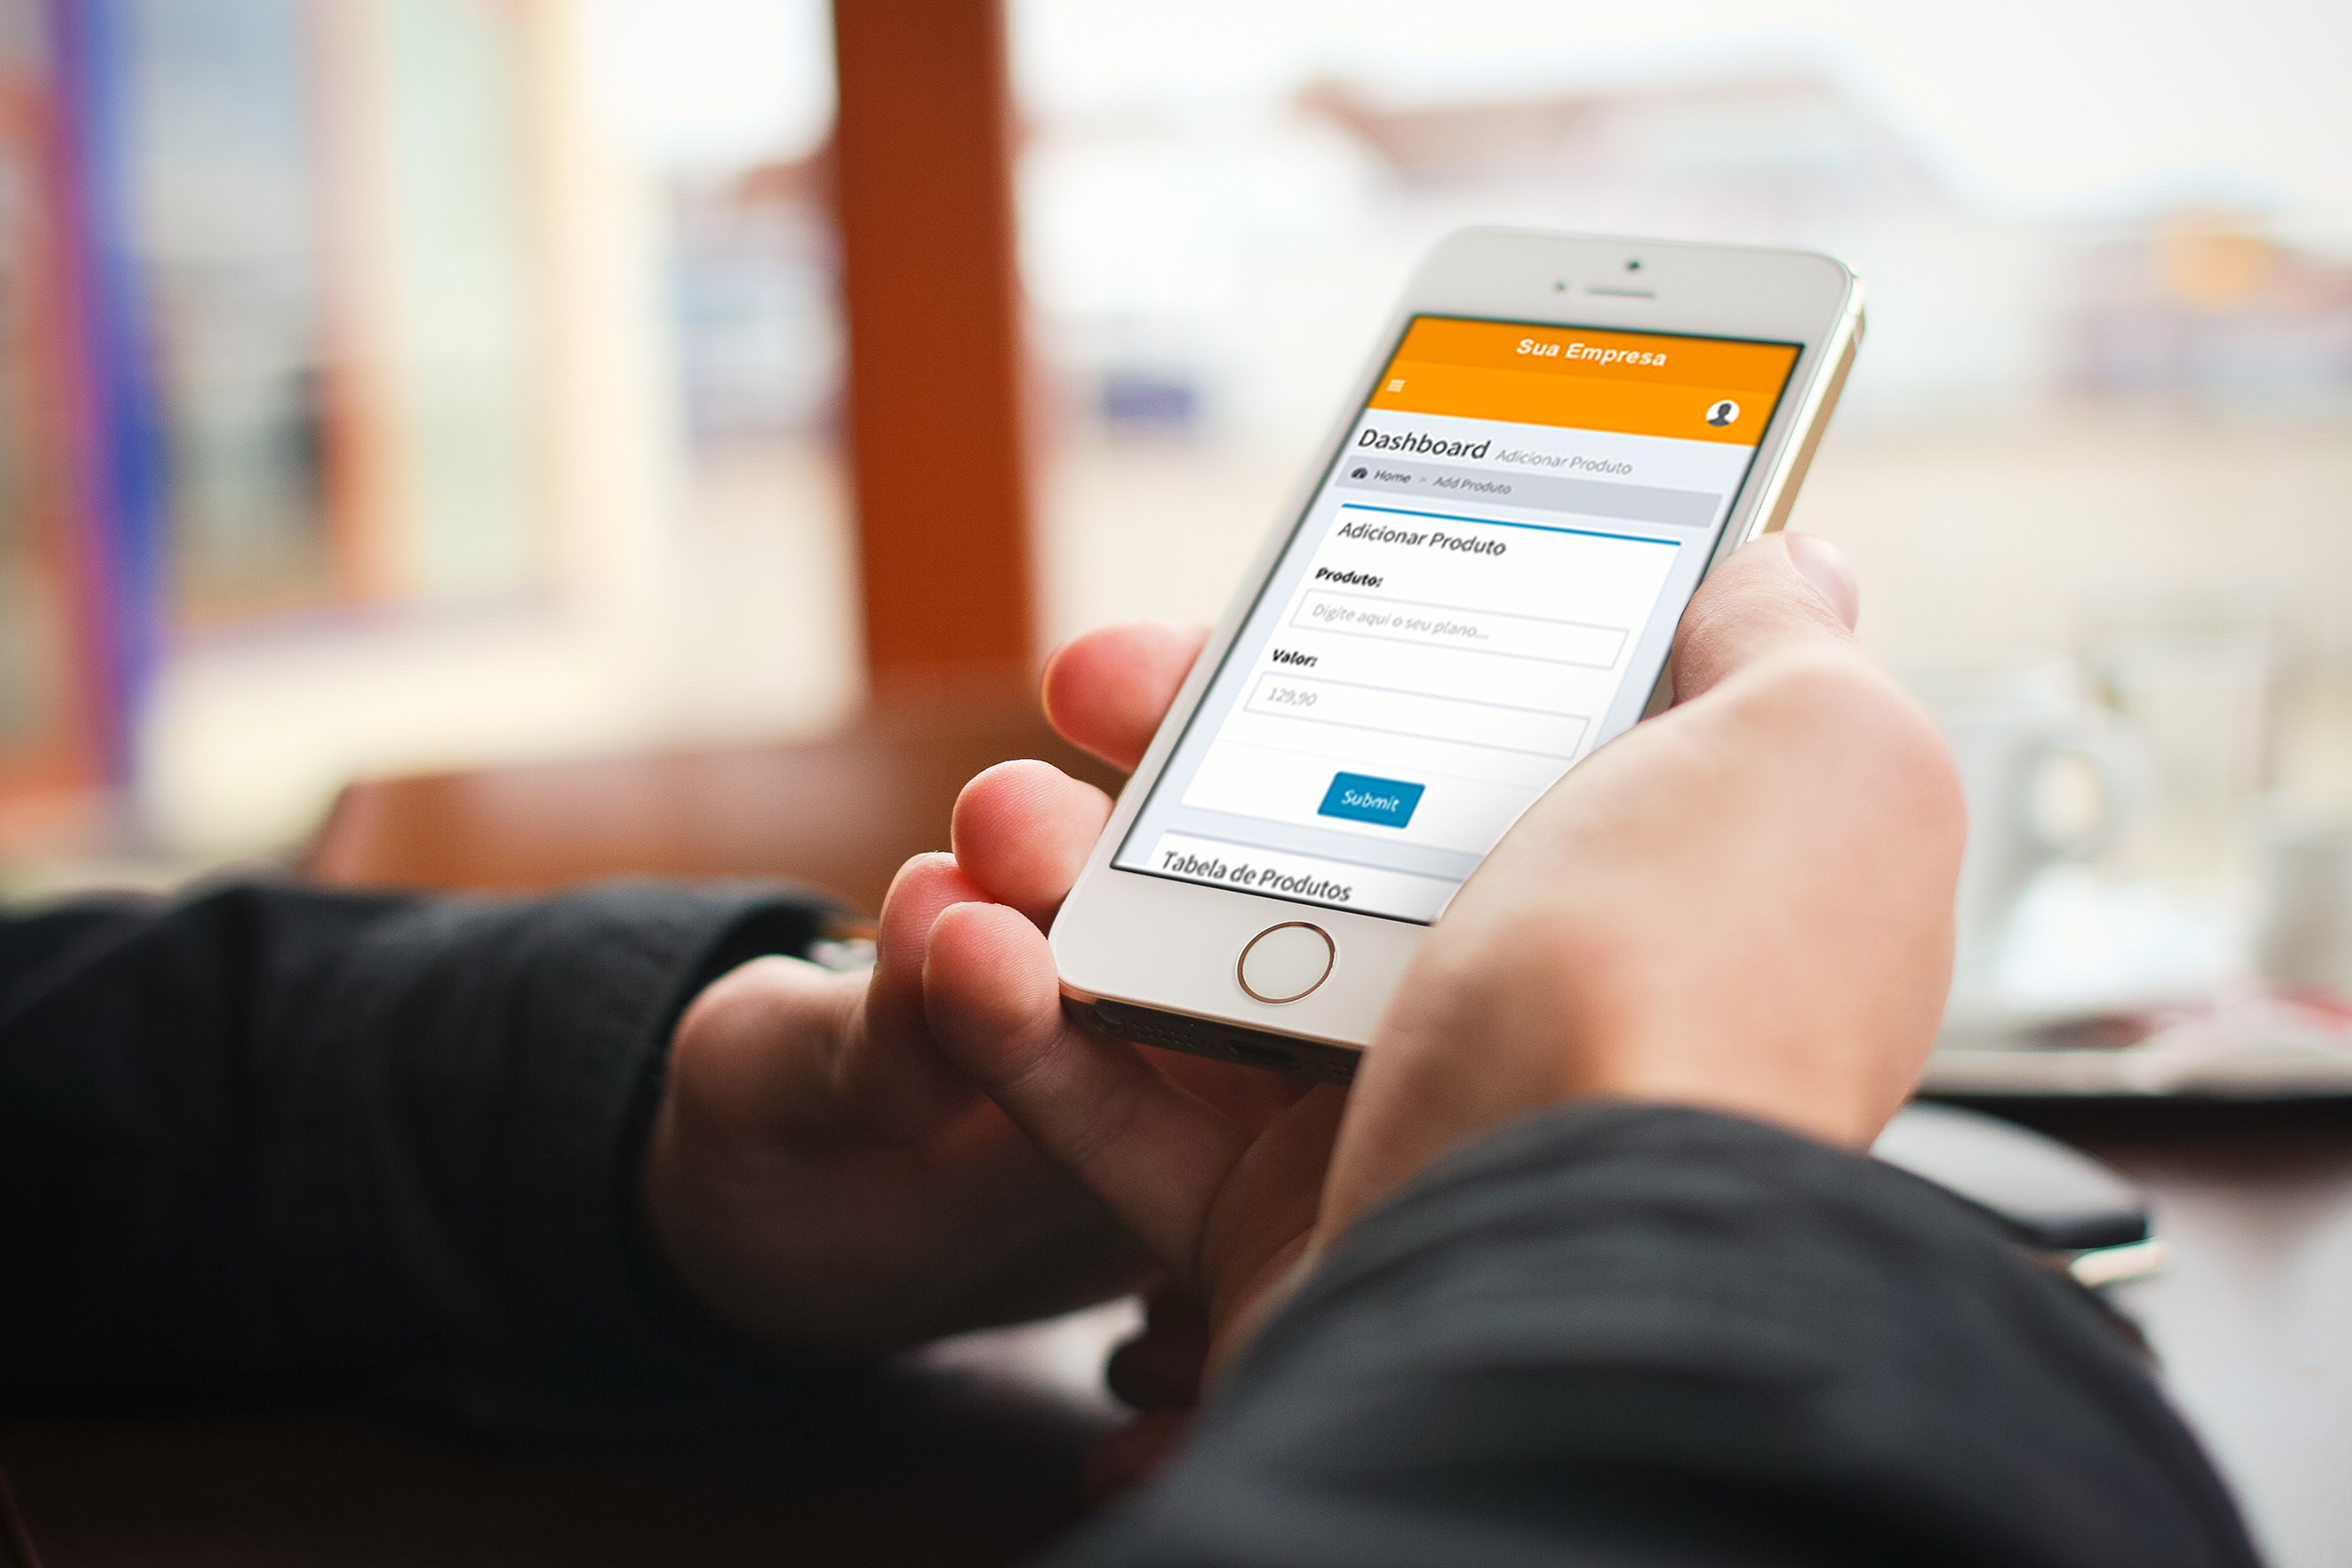 Sua Empresa
Dashboard Adicionar Produto
Home > Add Produto
Adicionar Produto
Produto:
Digite aqui o seu plano...
Valor:
129,90
Submit
Tabela de Produtos